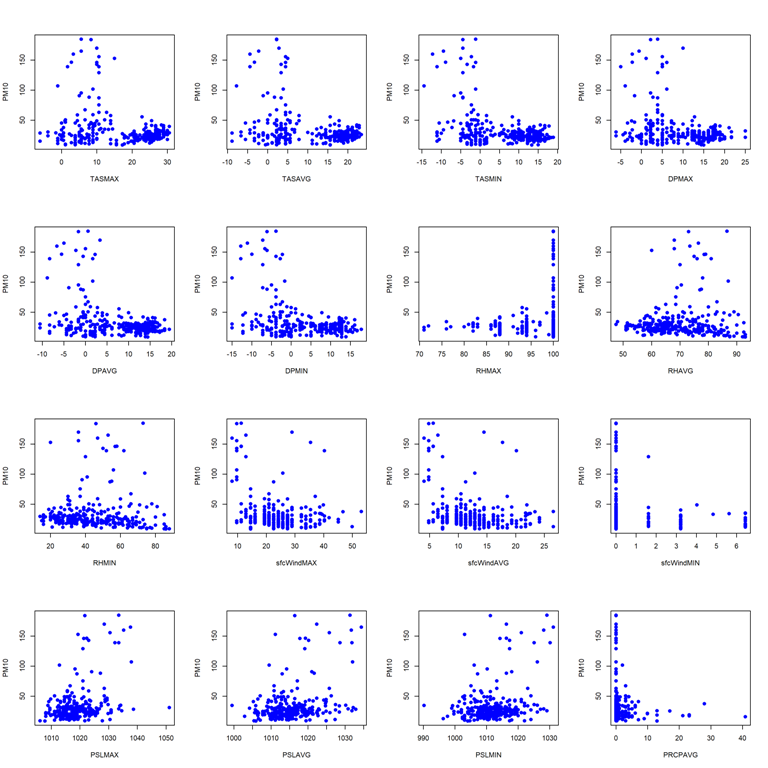 PM10 PM10 PM10 PM10
150 150 150 150
100 100 100 100
50 50 50 50
0 10 20 30 -10 -5 0 5 10 15 20 -15 -10 -5 0 5 10 15 20 -5 0 5 10 15 20 25
TASMAX TASAVG TASMIN DPMAX
PM10 PM10 PM10 PM10
150 150 150 150
100 100 100 100
50 50 50 50
-10 -5 0 5 10 15 20 -15 -10 -5 0 5 10 15 70 75 80 85 90 95 100 50 60 70 80 90
DPAVG DPMIN RHMAX RHAVG
PM10 PM10 PM10 PM10
150 150 150 150
100 100 100 100
50 50 50 50
20 40 60 80 10 20 30 40 50 5 10 15 20 25 0 1 2 3 4 5 6
RHMIN sfcWindMAX sfcWindAVG sfcWindMIN
PM10 PM10 PM10 PM10
150 150 150 150
100 100 100 100
50 50 50 50
1010 1020 1030 1040 1050 1000 1010 1020 1030 990 1000 1010 1020 1030 0 10 20 30 40
PSLMAX PSLAVG PSLMIN PRCPAVG